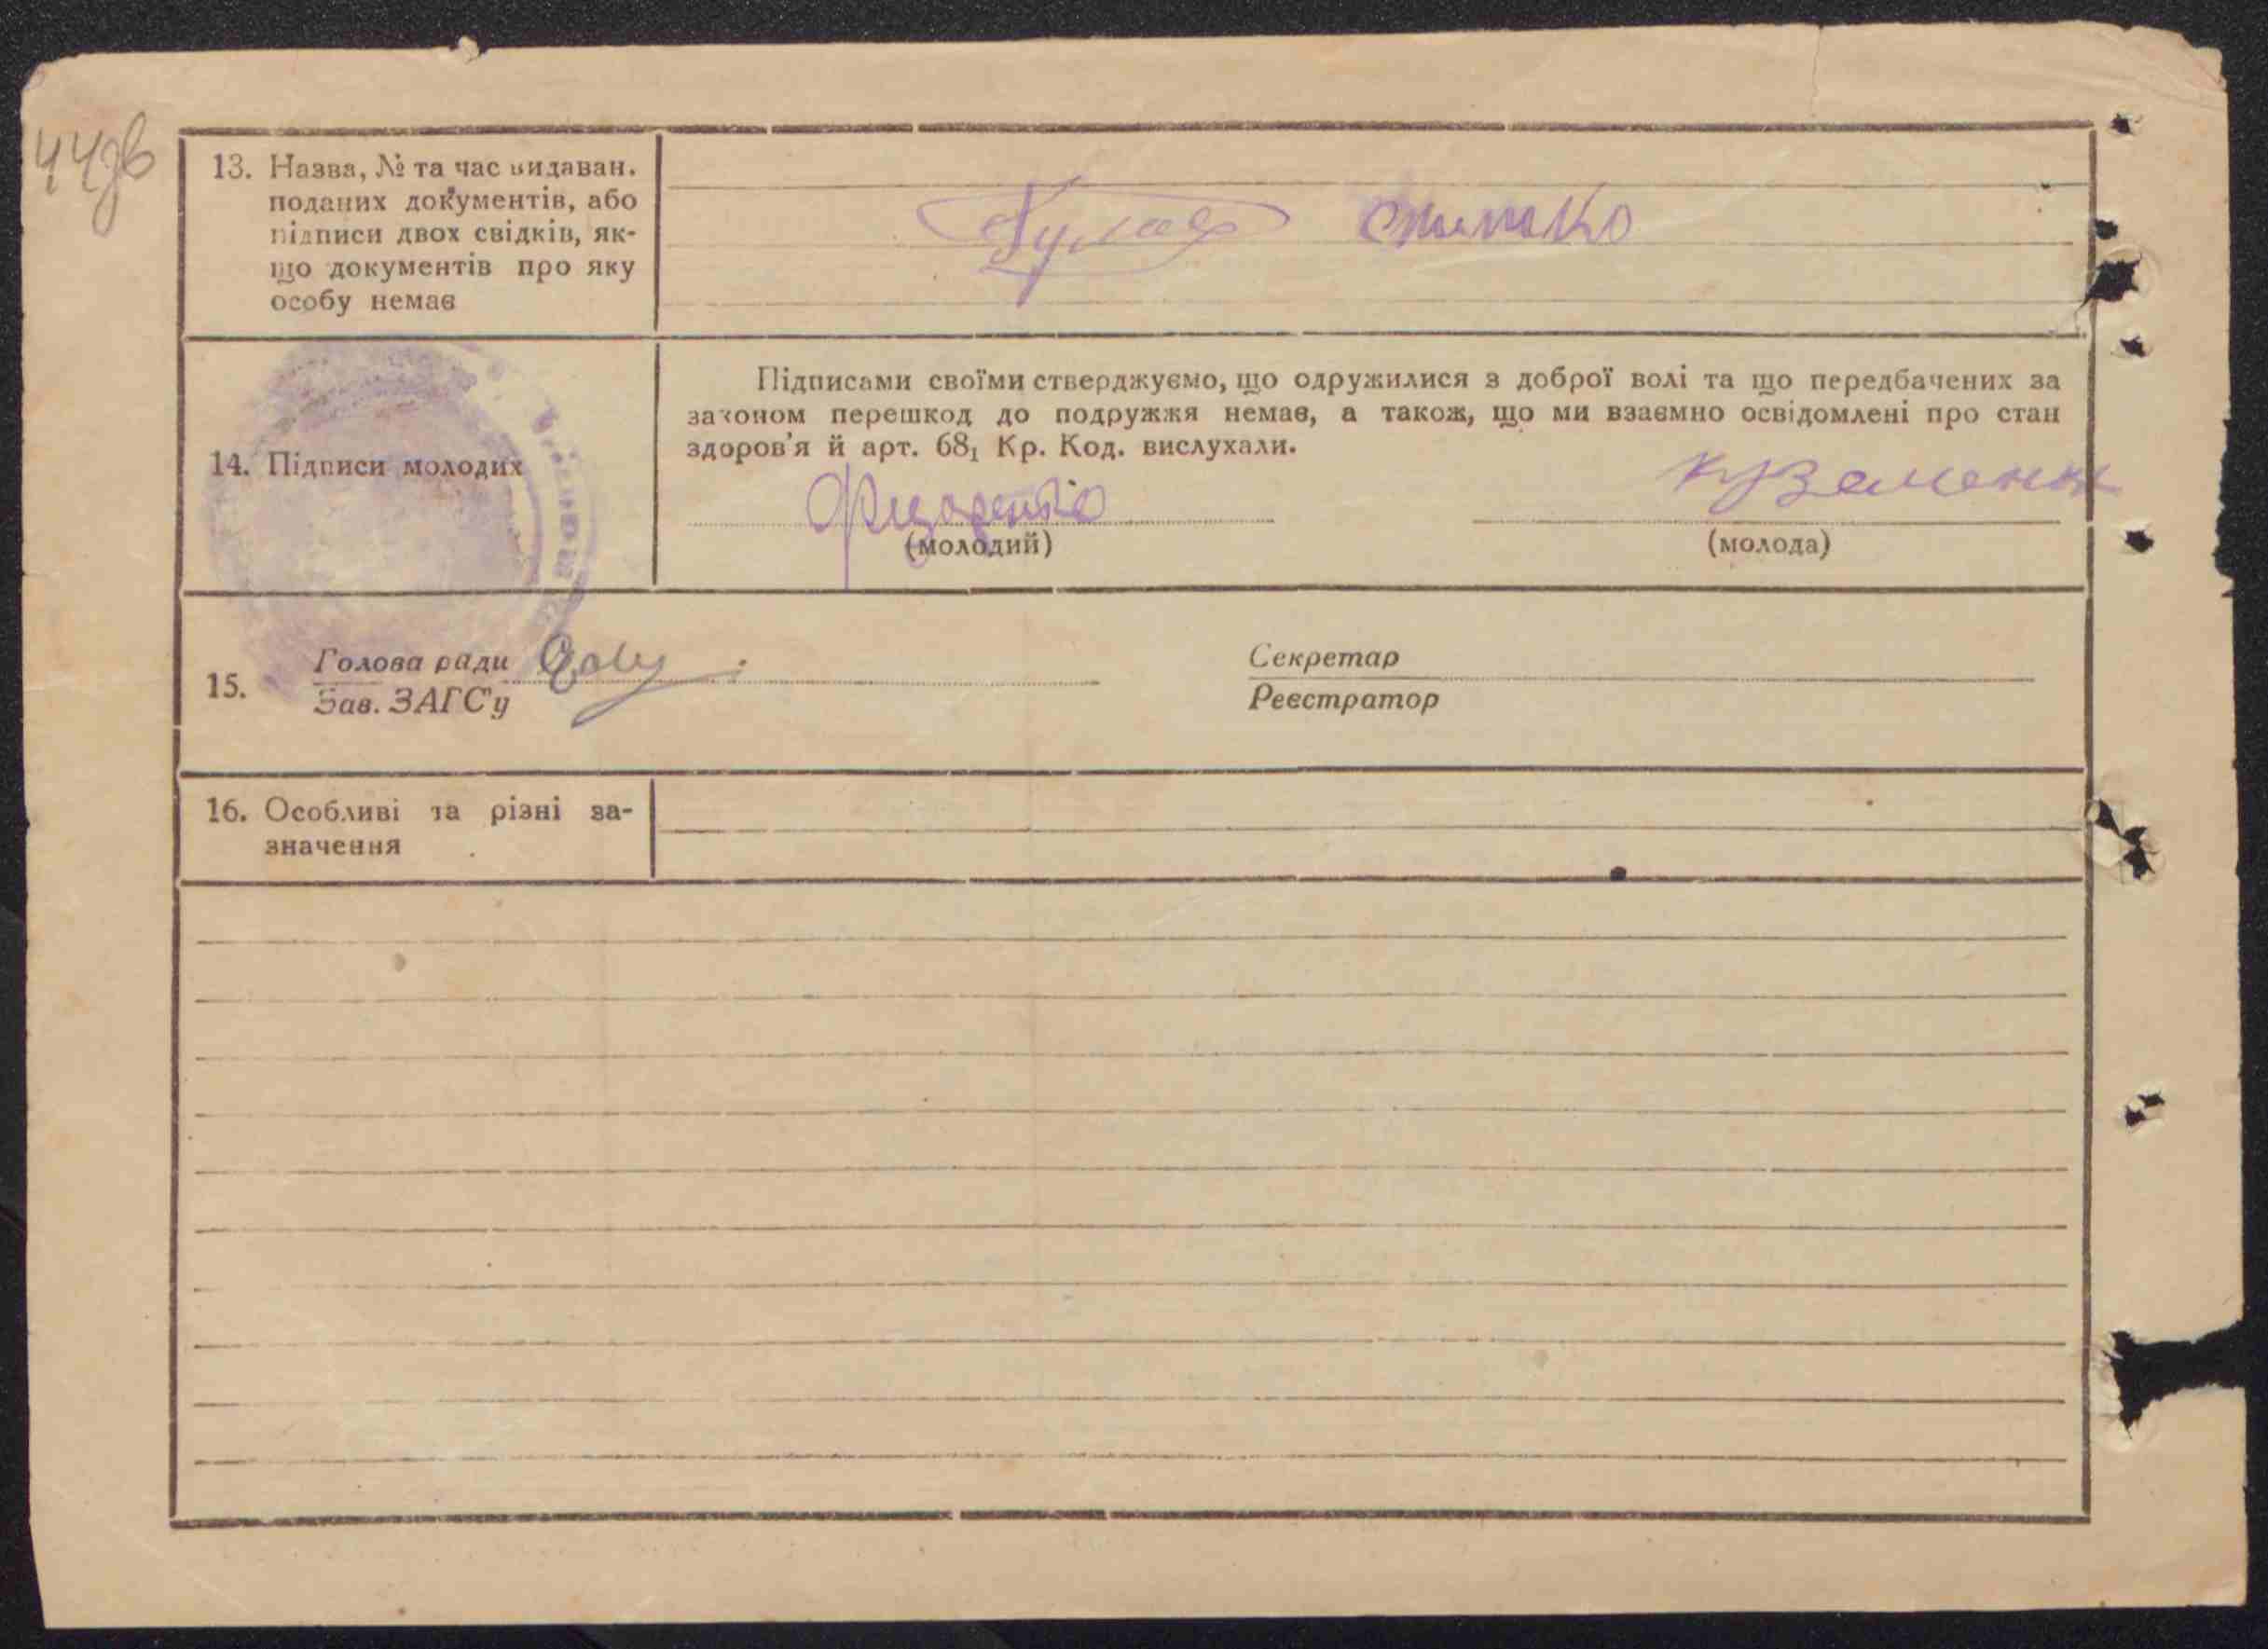 44зв
13. Назва, № та час видаван.
поданих документів, або
підписи двох свідків, як-
що документів про яку
особу немає
Підписами своїми стверджуємо, що одружилися з доброї волі та що передбачених за
законом перешкод до подружжя немає, а також, що ми взаємно освідомлені про стан
здоров'я й арт. 68₁ Кр. Код. вислухали.
14. Підписи молодих
(молодий)
(молода)
15.
Голова ради
Зав. ЗАГС'у
Секретар
Реєстратор
16. Особливі та різні за-
значення